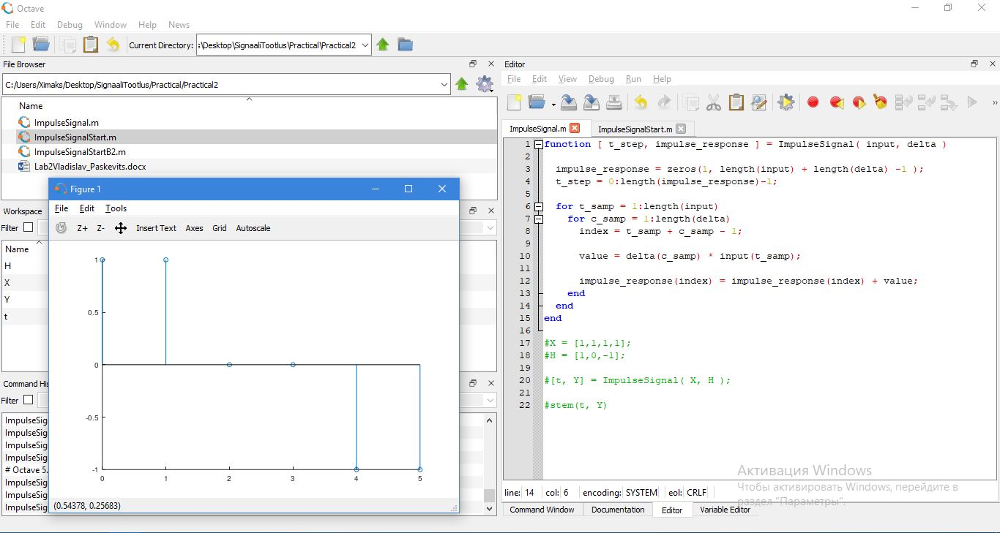 Octave
File Edit Debug Window Help News
Current Directory: s\Desktop\SignaaliTootlus\Practical\Practical2
File Browser
C:/Users/Ximaks/Desktop/SignaaliTootlus/Practical/Practical2
Name
ImpulseSignal.m
ImpulseSignalStart.m
ImpulseSignalStartB2.m
Lab2Vladislav_Paskevits.docx
Workspace
Filter
Name
H
X
Y
t
Command His
Filter
ImpulseSig
ImpulseSig
ImpulseSig
ImpulseSig
# Octave 5.
ImpulseSig
ImpulseSig
ImpulseSig
Figure 1
File Edit Tools
Z+ Z- Insert Text Axes Grid Autoscale
1
0.5
0
-0.5
-1
0 1 2 3 4 5
(0.54378, 0.25683)
Editor
File Edit View Debug Run Help
»
ImpulseSignal.m ImpulseSignalStart.m
1 function [ t_step, impulse_response ] = ImpulseSignal( input, delta )
2
3 impulse_response = zeros(1, length(input) + length(delta) -1 );
4 t_step = 0:length(impulse_response)-1;
5
6 for t_samp = 1:length(input)
7 for c_samp = 1:length(delta)
8 index = t_samp + c_samp - 1;
9
10 value = delta(c_samp) * input(t_samp);
11
12 impulse_response(index) = impulse_response(index) + value;
13 end
14 end
15 end
16
17 #X = [1,1,1,1];
18 #H = [1,0,-1];
19
20 #[t, Y] = ImpulseSignal( X, H );
21
22 #stem(t, Y)
Активация Windows
Чтобы активировать Windows, перейдите в
раздел "Параметры".
line: 14 col: 6 encoding: SYSTEM eol: CRLF
Command Window Documentation Editor Variable Editor